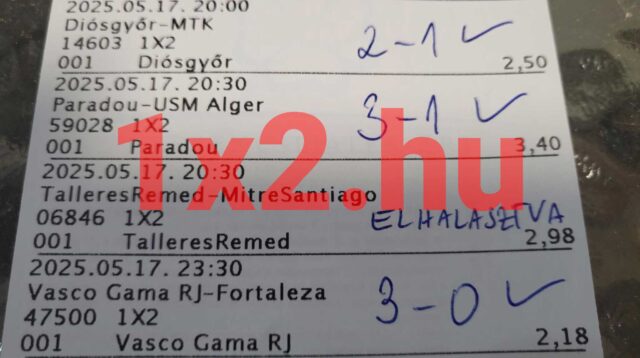 2025.05.17. 20:00
Diósgyőr-MTK
14603 1X2
2-1 ✓
001 Diósgyőr 2,50
2025.05.17. 20:30
Paradou-USM Alger
59028 1X2
3-1 ✓
001 Paradou 3,40
1x2.hu
2025.05.17. 20:30
TalleresRemed-MitreSantiago
06846 1X2
ELHALASZTVA
001 TalleresRemed 2,98
2025.05.17. 23:30
Vasco Gama RJ-Fortaleza
47500 1X2
3-0 ✓
001 Vasco Gama RJ 2,18